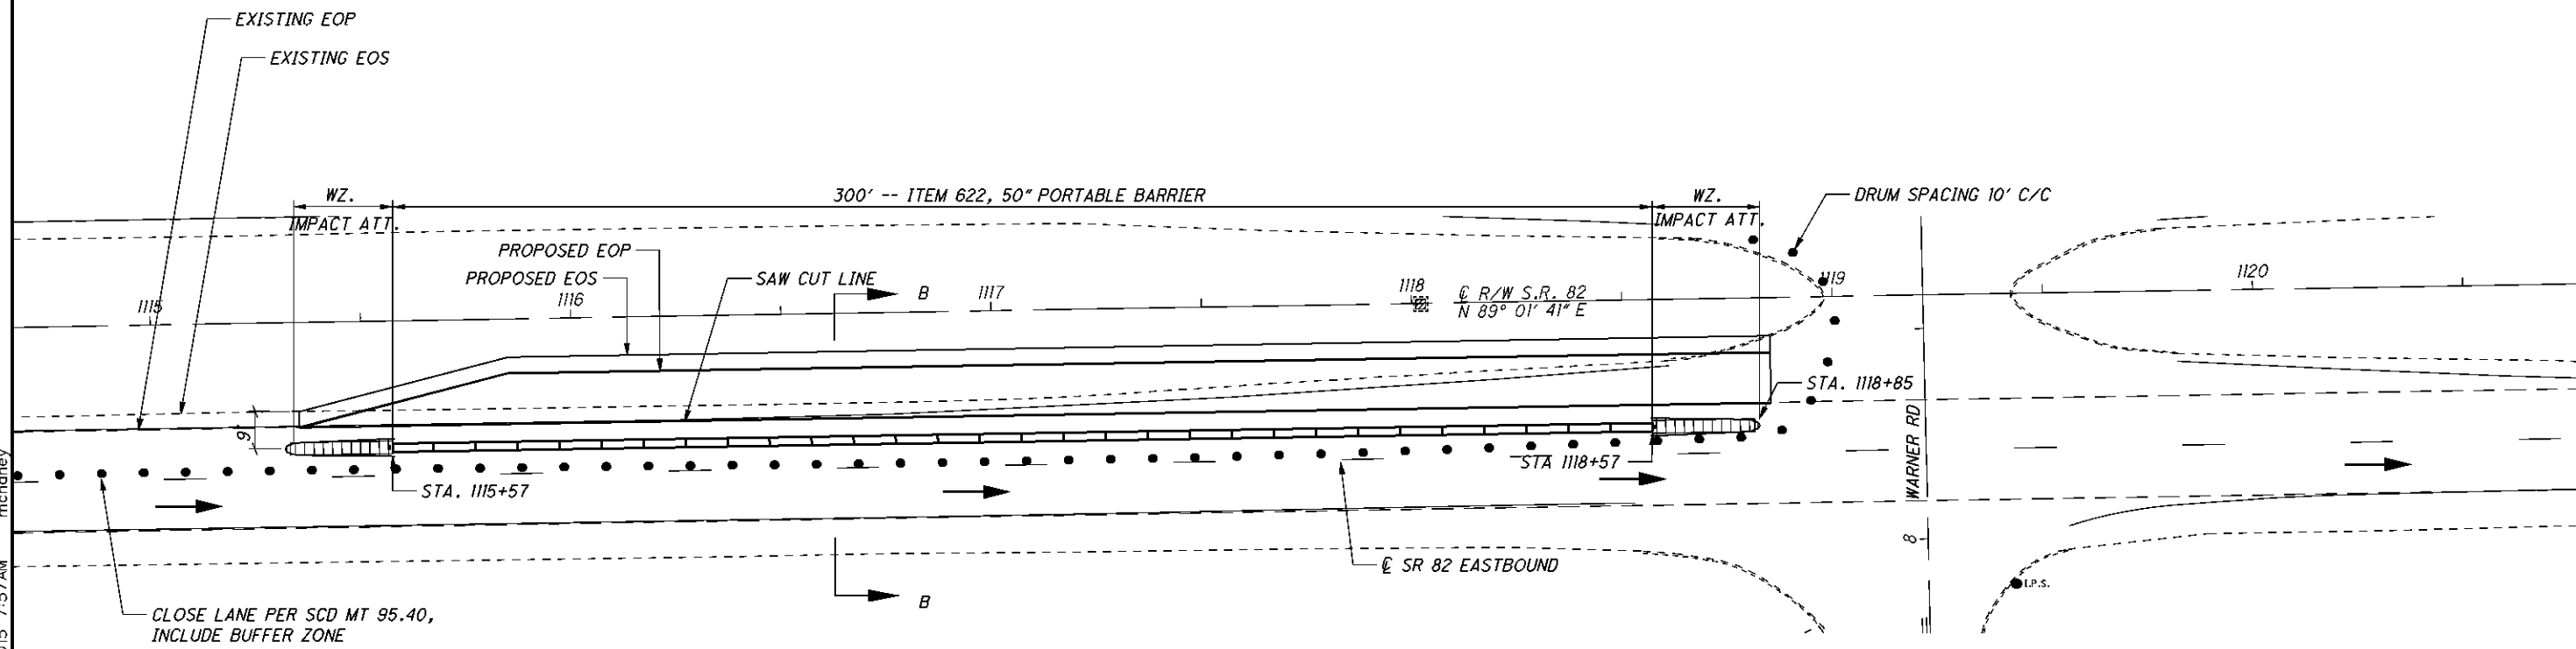 EXISTING EOP
EXISTING EOS
WZ.
IMPACT ATT.
300' -- ITEM 622, 50" PORTABLE BARRIER
WZ.
IMPACT ATT.
DRUM SPACING 10' C/C
PROPOSED EOP
PROPOSED EOS
SAW CUT LINE
B
1115
1116
1117
1118
1119
1120
℄ R/W S.R. 82
N 89° 01' 41" E
STA. 1118+85
9
STA. 1115+57
STA 1118+57
WARNER RD
8
℄ SR 82 EASTBOUND
I.P.S.
B
CLOSE LANE PER SCD MT 95.40,
INCLUDE BUFFER ZONE
7:57 AM